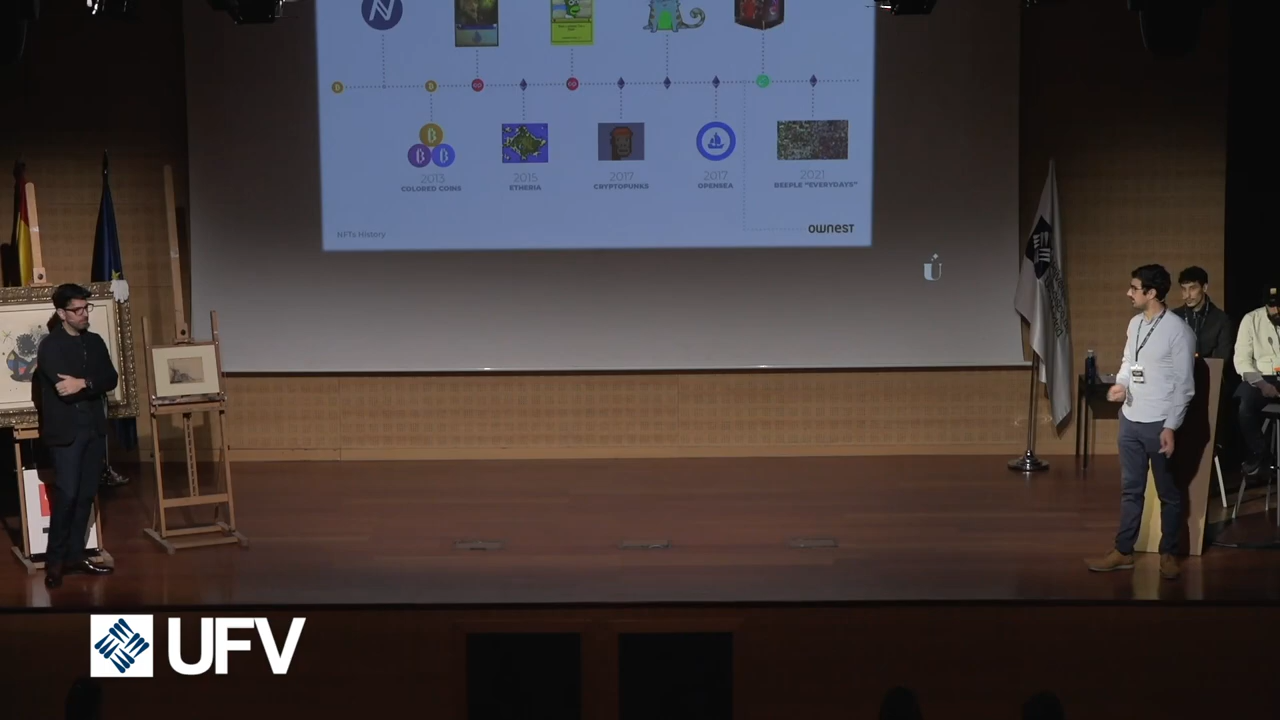 2013
COLORED COINS
2015
ETHERIA
2017
CRYPTOPUNKS
2017
OPENSEA
2021
BEEPLE "EVERYDAYS"
NFTs History
OWNEST
UFV